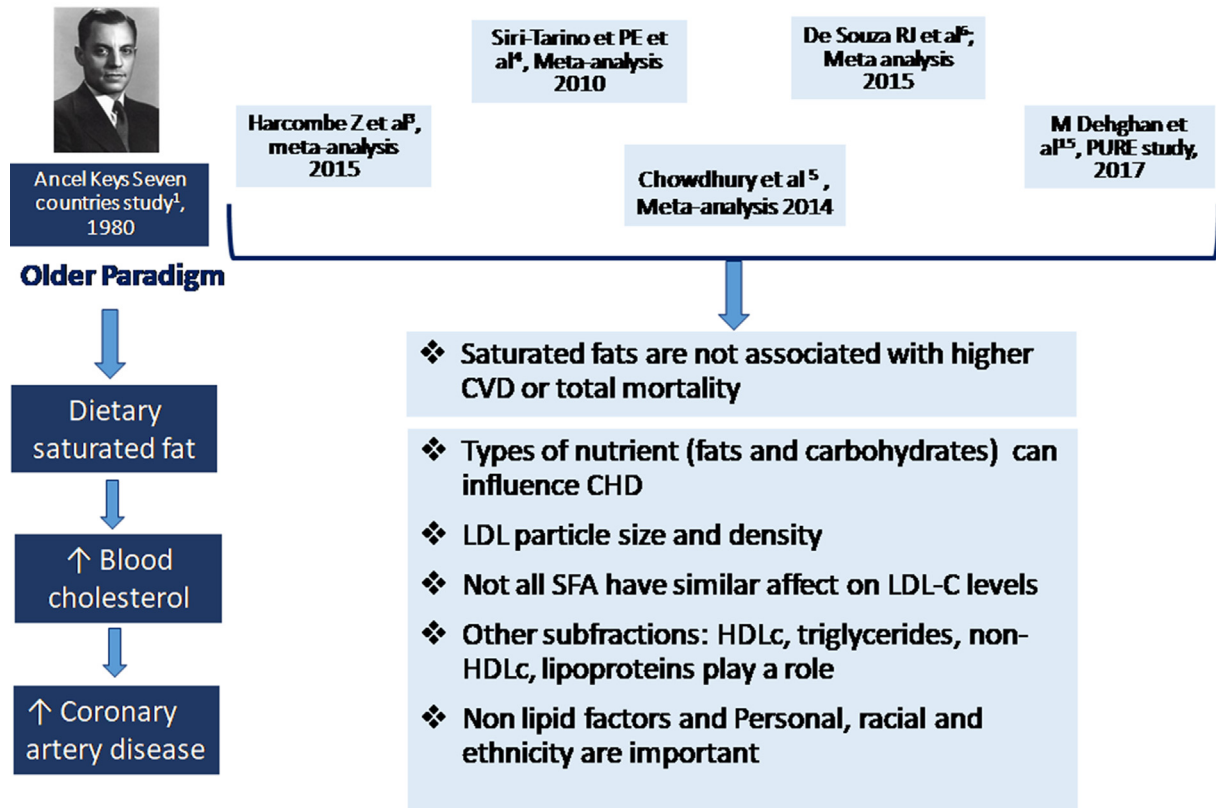 Ancel Keys Seven
countries study¹,
1980
Older Paradigm
Dietary
saturated fat
↑ Blood
cholesterol
↑ Coronary
artery disease
Harcombe Z et al³,
meta-analysis
2015
Siri-Tarino et PE et
al⁴, Meta-analysis
2010
Chowdhury et al ⁵ ,
Meta-analysis 2014
De Souza RJ et al⁶;
Meta analysis
2015
M Dehghan et
al¹⁵, PURE study,
2017
❖ Saturated fats are not associated with higher
CVD or total mortality
❖ Types of nutrient (fats and carbohydrates) can
influence CHD
❖ LDL particle size and density
❖ Not all SFA have similar affect on LDL-C levels
❖ Other subfractions: HDLc, triglycerides, non-
HDLc, lipoproteins play a role
❖ Non lipid factors and Personal, racial and
ethnicity are important